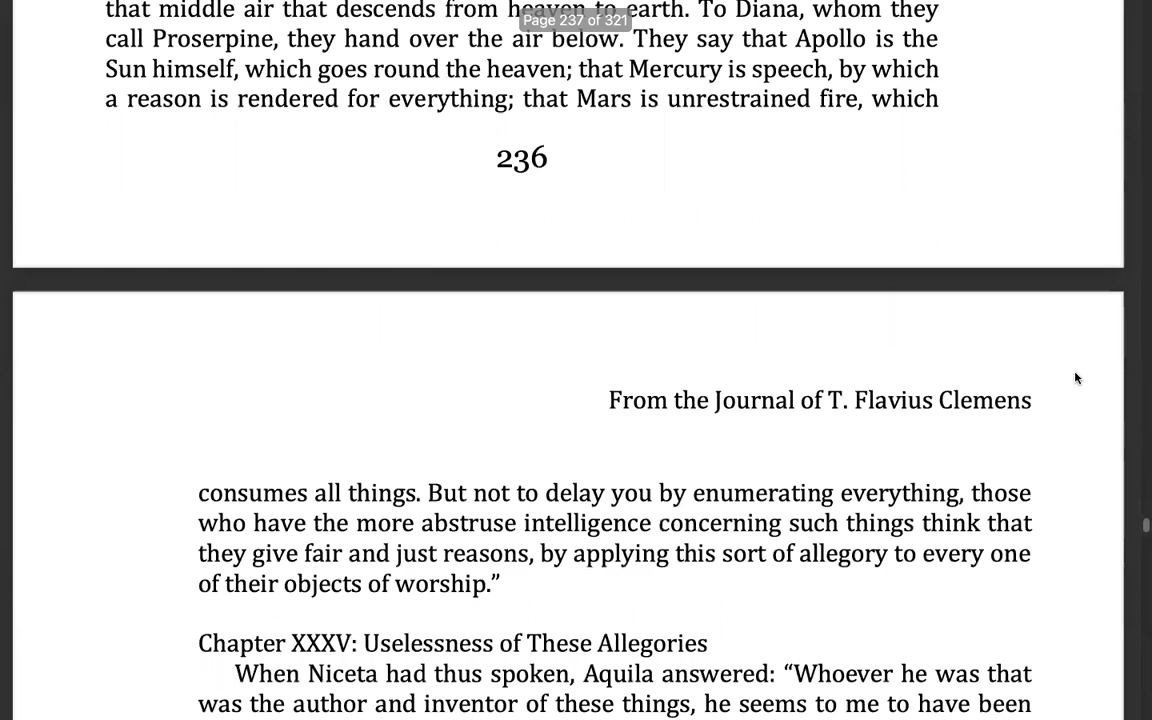 that middle air that descends from heaven to earth. To Diana, whom they
Page 237 of 321
call Proserpine, they hand over the air below. They say that Apollo is the
Sun himself, which goes round the heaven; that Mercury is speech, by which
a reason is rendered for everything; that Mars is unrestrained fire, which
236
From the Journal of T. Flavius Clemens
consumes all things. But not to delay you by enumerating everything, those
who have the more abstruse intelligence concerning such things think that
they give fair and just reasons, by applying this sort of allegory to every one
of their objects of worship.”
Chapter XXXV: Uselessness of These Allegories
When Niceta had thus spoken, Aquila answered: “Whoever he was that
was the author and inventor of these things, he seems to me to have been